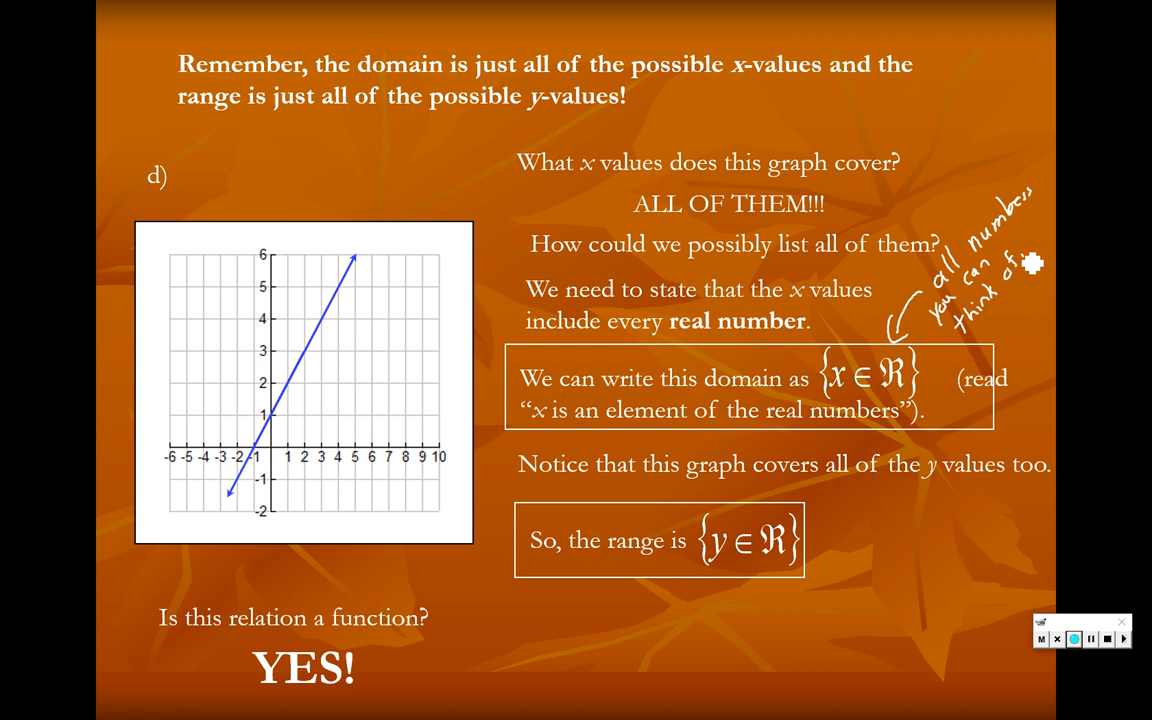 Remember, the domain is just all of the possible x-values and the
range is just all of the possible y-values!
d)
6
5
4
3
2
1
-6 -5 -4 -3 -2 -1 1 2 3 4 5 6 7 8 9 10
-1
-2
Is this relation a function?
YES!
What x values does this graph cover?
ALL OF THEM!!!
How could we possibly list all of them?
We need to state that the x values
include every real number.
all numbers
you can
think of.
We can write this domain as {x ∈ ℜ} (read
“x is an element of the real numbers”).
Notice that this graph covers all of the y values too.
So, the range is {y ∈ ℜ}
M